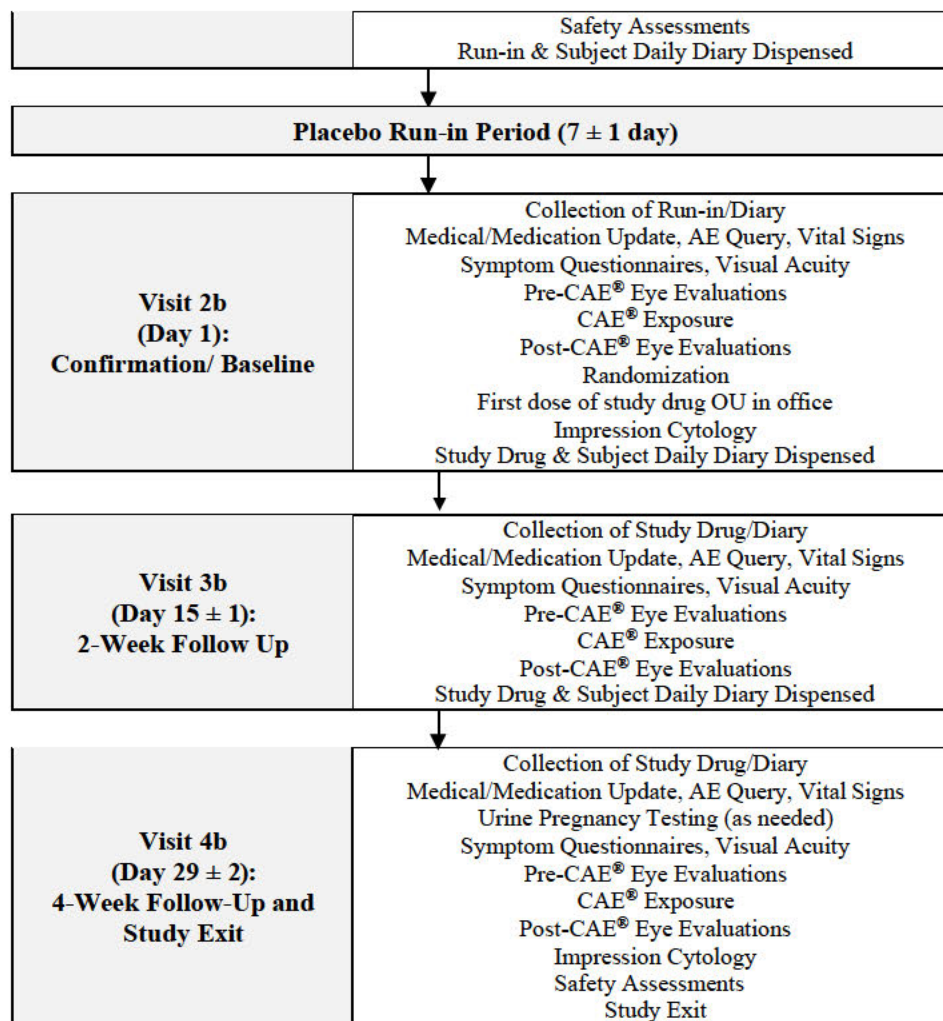 Safety Assessments
Run-in & Subject Daily Diary Dispensed
Placebo Run-in Period (7 ± 1 day)
Visit 2b
(Day 1):
Confirmation/ Baseline
Collection of Run-in/Diary
Medical/Medication Update, AE Query, Vital Signs
Symptom Questionnaires, Visual Acuity
Pre-CAE® Eye Evaluations
CAE® Exposure
Post-CAE® Eye Evaluations
Randomization
First dose of study drug OU in office
Impression Cytology
Study Drug & Subject Daily Diary Dispensed
Visit 3b
(Day 15 ± 1):
2-Week Follow Up
Collection of Study Drug/Diary
Medical/Medication Update, AE Query, Vital Signs
Symptom Questionnaires, Visual Acuity
Pre-CAE® Eye Evaluations
CAE® Exposure
Post-CAE® Eye Evaluations
Study Drug & Subject Daily Diary Dispensed
Visit 4b
(Day 29 ± 2):
4-Week Follow-Up and
Study Exit
Collection of Study Drug/Diary
Medical/Medication Update, AE Query, Vital Signs
Urine Pregnancy Testing (as needed)
Symptom Questionnaires, Visual Acuity
Pre-CAE® Eye Evaluations
CAE® Exposure
Post-CAE® Eye Evaluations
Impression Cytology
Safety Assessments
Study Exit